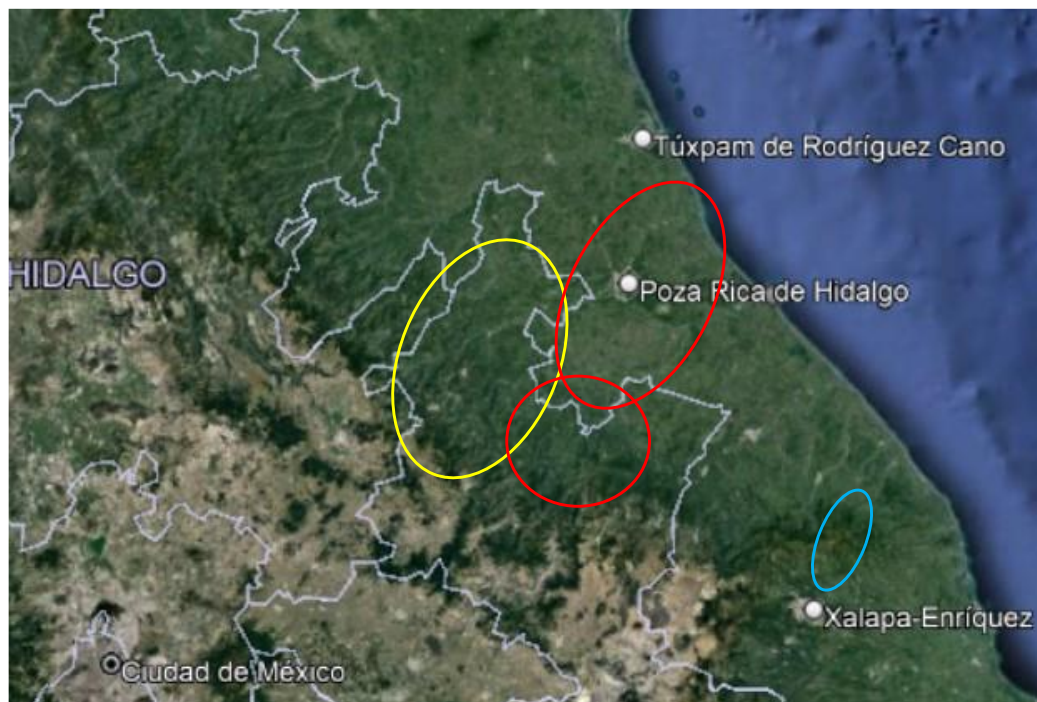 Túxpam de Rodríguez Cano
HIDALGO
Poza Rica de Hidalgo
Xalapa-Enríquez
Ciudad de México